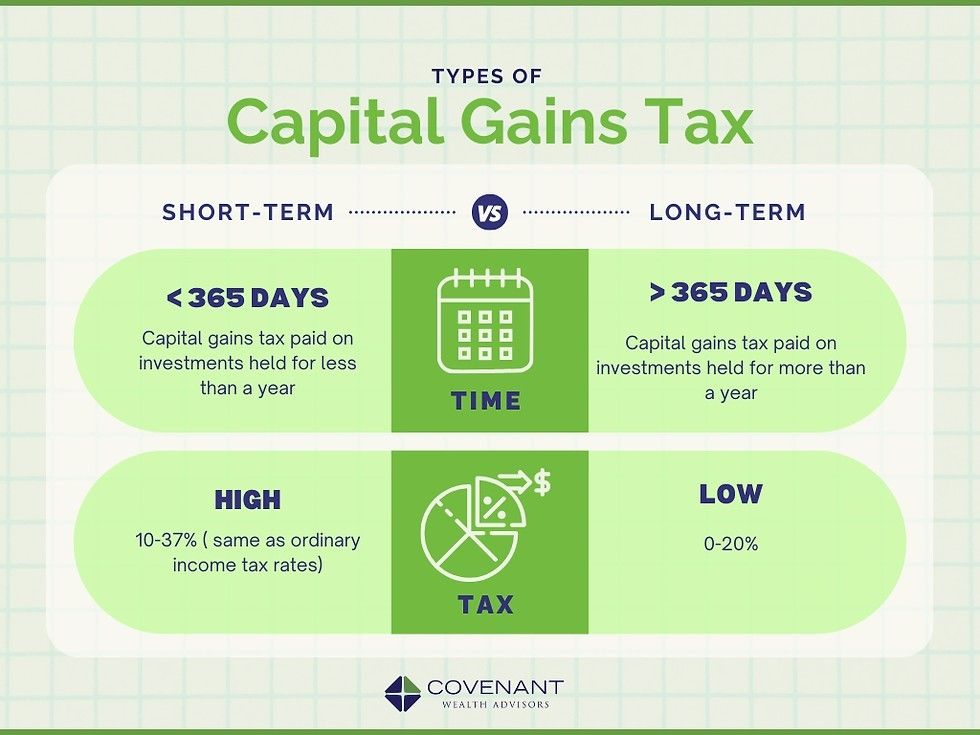 TYPES OF
Capital Gains Tax
SHORT-TERM
VS
LONG-TERM
< 365 DAYS
Capital gains tax paid on
investments held for less
than a year
TIME
> 365 DAYS
Capital gains tax paid on
investments held for more than
a year
HIGH
10-37% ( same as ordinary
income tax rates)
%
$
TAX
LOW
0-20%
COVENANT
WEALTH ADVISORS